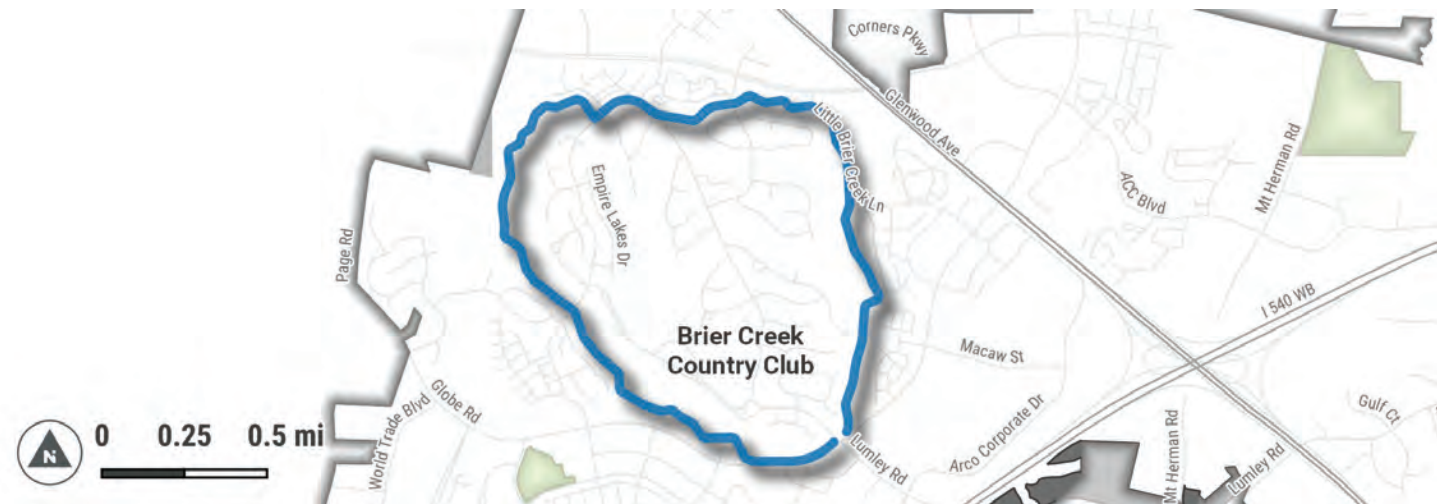 Corners Pkwy
Glenwood Ave
Little Brier Creek Ln
Mt Herman Rd
ACC Blvd
Empire Lakes Dr
Page Rd
I 540 WB
Brier Creek
Country Club
Macaw St
Globe Rd
World Trade Blvd
Gulf Ct
Arco Corporate Dr
Lumley Rd
Mt Herman Rd
Lumley Rd
N
0 0.25 0.5 mi